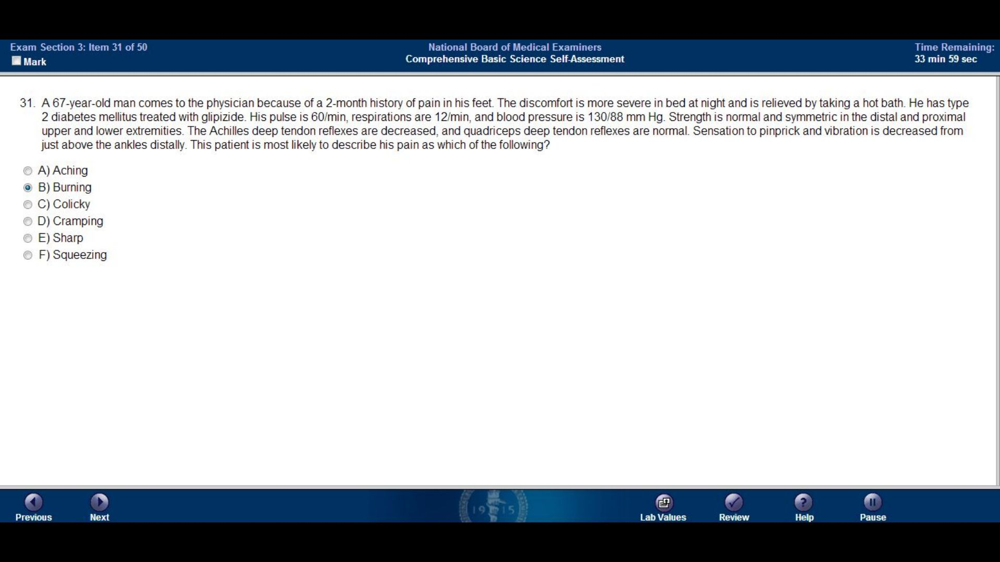 Exam Section 3: Item 31 of 50
National Board of Medical Examiners
Time Remaining:
Mark
Comprehensive Basic Science Self-Assessment
33 min 59 sec
31. A 67-year-old man comes to the physician because of a 2-month history of pain in his feet. The discomfort is more severe in bed at night and is relieved by taking a hot bath. He has type
2 diabetes mellitus treated with glipizide. His pulse is 60/min, respirations are 12/min, and blood pressure is 130/88 mm Hg. Strength is normal and symmetric in the distal and proximal
upper and lower extremities. The Achilles deep tendon reflexes are decreased, and quadriceps deep tendon reflexes are normal. Sensation to pinprick and vibration is decreased from
just above the ankles distally. This patient is most likely to describe his pain as which of the following?
A) Aching
B) Burning
C) Colicky
D) Cramping
E) Sharp
F) Squeezing
1915
Previous
Next
Lab Values
Review
Help
Pause